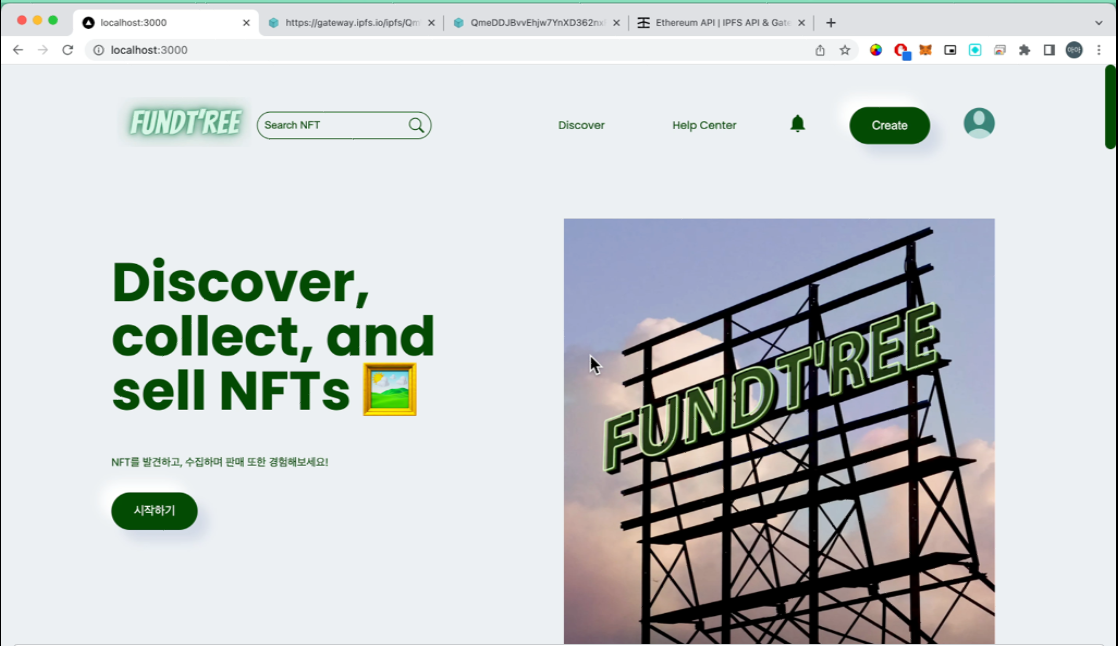 localhost:3000
https://gateway.ipfs.io/ipfs/Qm
QmeDDJBvvEhjw7YnXD362nx
Ethereum API | IPFS API & Gate
localhost:3000
아아
FUNDT'REE
Search NFT
Discover
Help Center
Create
Discover,
collect, and
sell NFTs
NFT를 발견하고, 수집하며 판매 또한 경험해보세요!
시작하기
FUNDT'REE